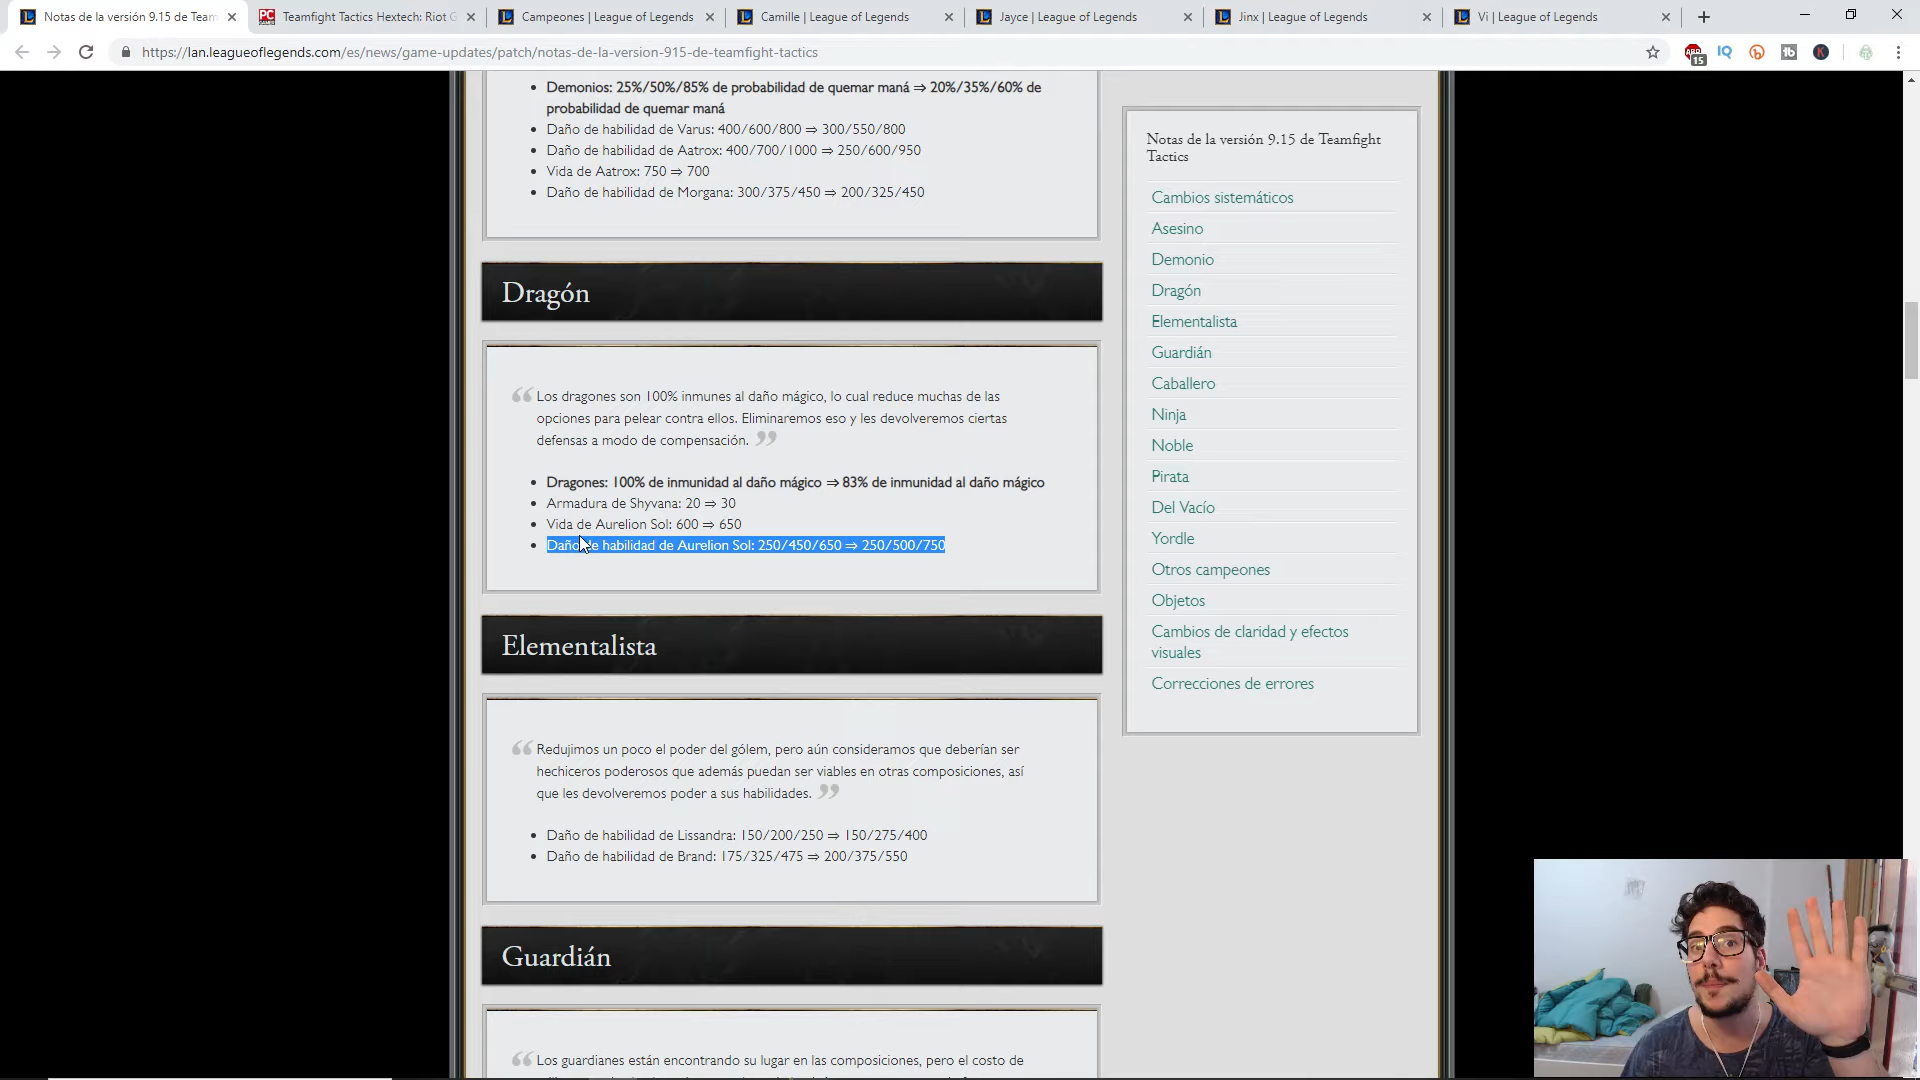 Notas de la versión 9.15 de Team
Teamfight Tactics Hextech: Riot G
Campeones | League of Legends
Camille | League of Legends
Jayce | League of Legends
Jinx | League of Legends
Vi | League of Legends
https://lan.leagueoflegends.com/es/news/game-updates/patch/notas-de-la-version-915-de-teamfight-tactics
Demonios: 25%/50%/85% de probabilidad de quemar maná ⇒ 20%/35%/60% de
probabilidad de quemar maná
Daño de habilidad de Varus: 400/600/800 ⇒ 300/550/800
Daño de habilidad de Aatrox: 400/700/1000 ⇒ 250/600/950
Vida de Aatrox: 750 ⇒ 700
Daño de habilidad de Morgana: 300/375/450 ⇒ 200/325/450
Dragón
“ Los dragones son 100% inmunes al daño mágico, lo cual reduce muchas de las
opciones para pelear contra ellos. Eliminaremos eso y les devolveremos ciertas
defensas a modo de compensación. ”
Dragones: 100% de inmunidad al daño mágico ⇒ 83% de inmunidad al daño mágico
Armadura de Shyvana: 20 ⇒ 30
Vida de Aurelion Sol: 600 ⇒ 650
Daño de habilidad de Aurelion Sol: 250/450/650 ⇒ 250/500/750
Elementalista
“ Redujimos un poco el poder del gólem, pero aún consideramos que deberían ser
hechiceros poderosos que además puedan ser viables en otras composiciones, así
que les devolveremos poder a sus habilidades. ”
Daño de habilidad de Lissandra: 150/200/250 ⇒ 150/275/400
Daño de habilidad de Brand: 175/325/475 ⇒ 200/375/550
Guardián
“ Los guardianes están encontrando su lugar en las composiciones, pero el costo de
Notas de la versión 9.15 de Teamfight
Tactics
Cambios sistemáticos
Asesino
Demonio
Dragón
Elementalista
Guardián
Caballero
Ninja
Noble
Pirata
Del Vacío
Yordle
Otros campeones
Objetos
Cambios de claridad y efectos
visuales
Correcciones de errores